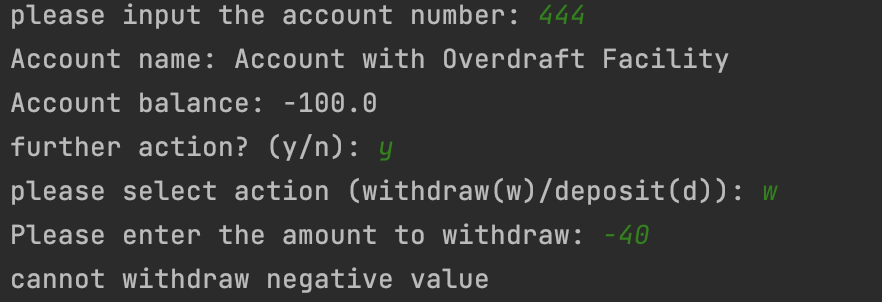 please input the account number: 444
Account name: Account with Overdraft Facility
Account balance: -100.0
further action? (y/n): y
please select action (withdraw(w)/deposit(d)): w
Please enter the amount to withdraw: -40
cannot withdraw negative value